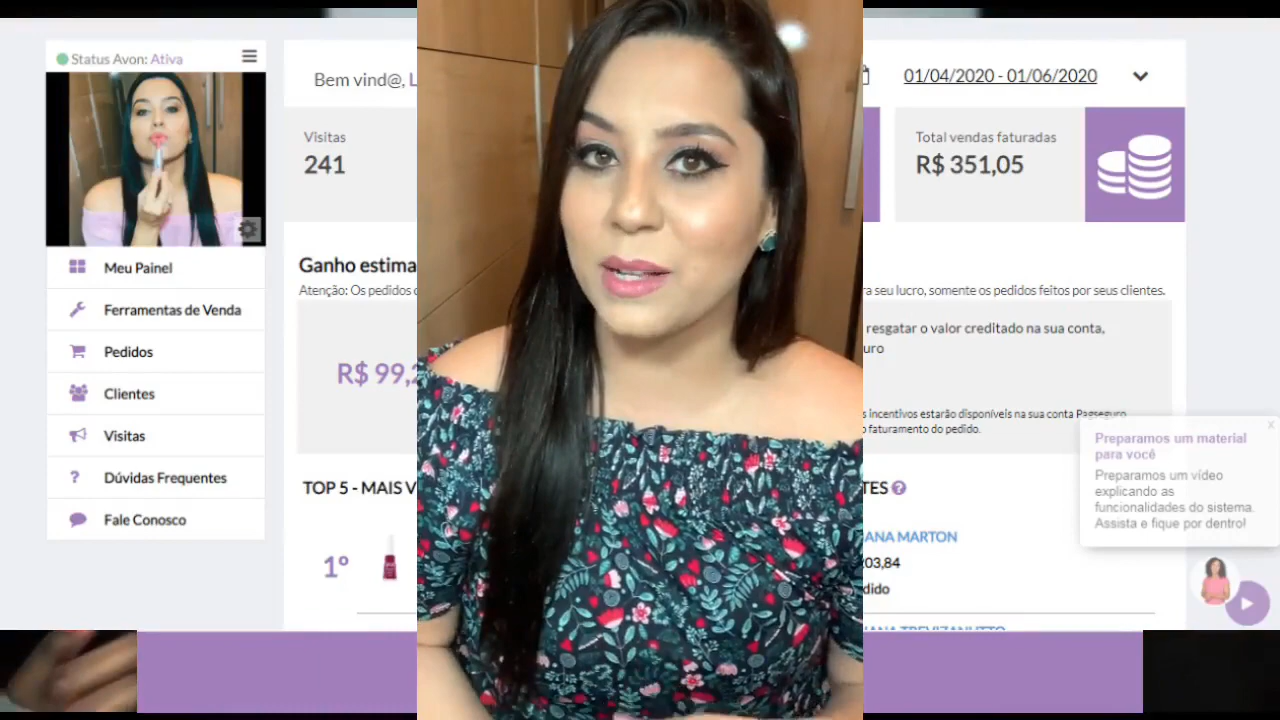 Status Avon: Ativa
Meu Painel
Ferramentas de Venda
Pedidos
Clientes
Visitas
Dúvidas Frequentes
Fale Conosco
Bem vind@,
01/04/2020 - 01/06/2020
Visitas
241
Total vendas faturadas
R$ 351,05
Ganho estima
Atenção: Os pedidos seu lucro, somente os pedidos feitos por seus clientes.
R$ 99,
resgatar o valor creditado na sua conta,
uro
s incentivos estarão disponíveis na sua conta Pagseguro
o faturamento do pedido.
TOP 5 - MAIS V
TES
1º
ANA MARTON
03,84
dido
IANA TREVIZANUTTO
X
Preparamos um material
para você
Preparamos um vídeo
explicando as
funcionalidades do sistema.
Assista e fique por dentro!